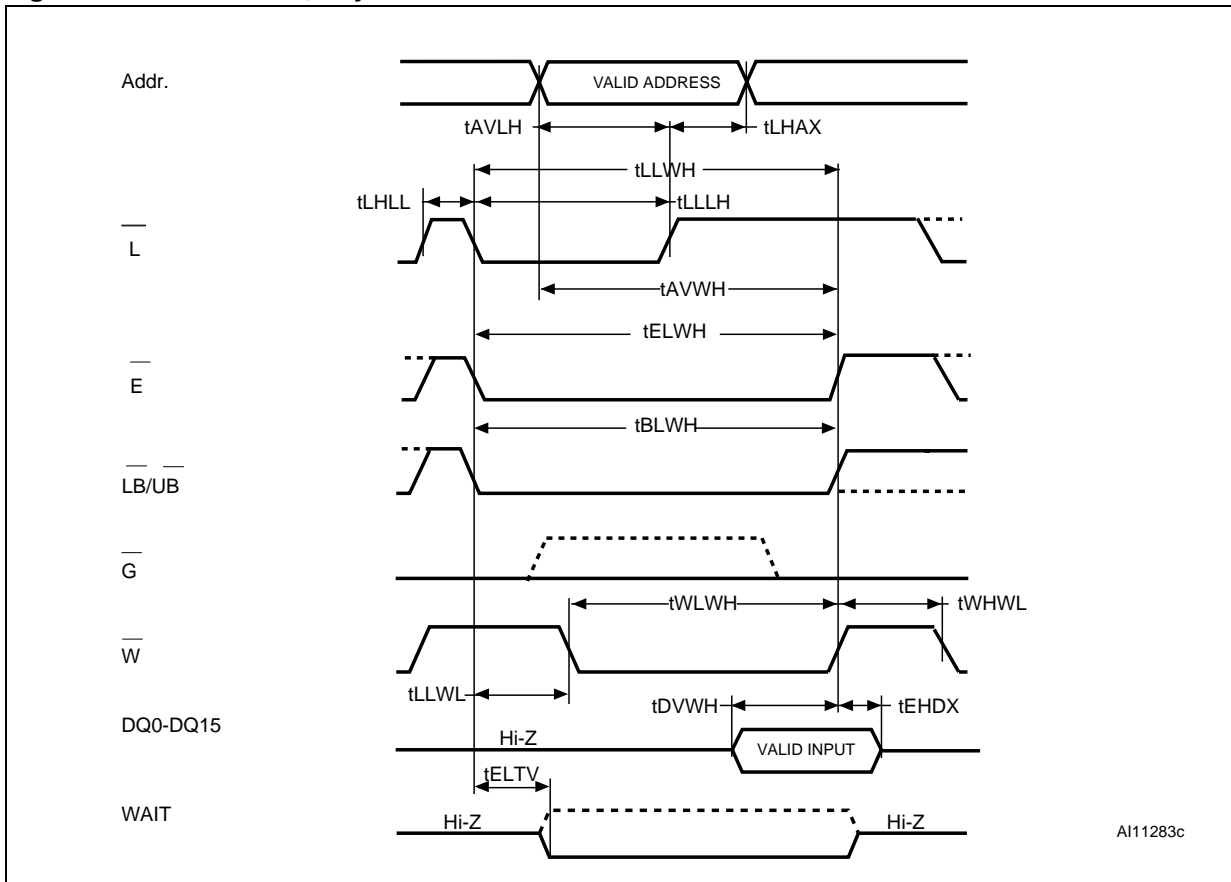 Addr.
VALID ADDRESS
tAVLH
tLHAX
tLLWH
tLHLL
tLLLH
L
tAVWH
tELWH
E
tBLWH
LB/UB
G
tWLWH
tWHWL
W
tLLWL
tDVWH
tEHDX
DQ0-DQ15
Hi-Z
VALID INPUT
tELTV
WAIT
Hi-Z
Hi-Z
AI11283c